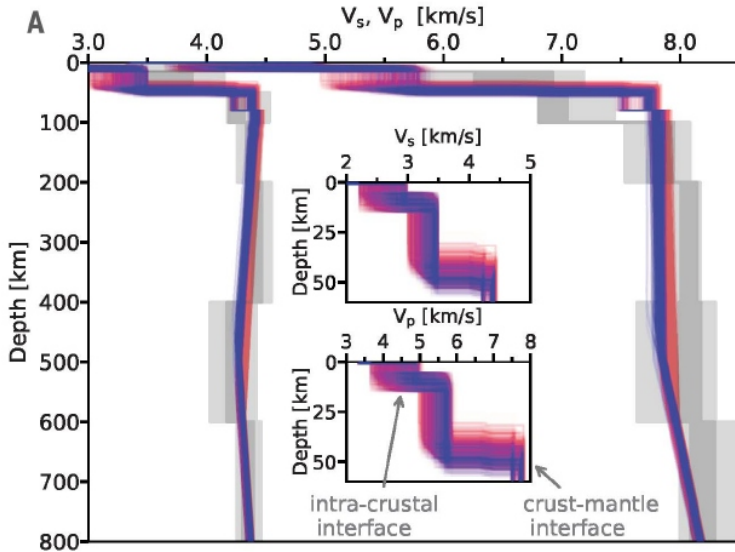 A
Vs, Vp [km/s]
3.0 4.0 5.0 6.0 7.0 8.0
Depth [km]
0
100
200
300
400
500
600
700
800
Vs [km/s]
2 3 4 5
Depth [km]
0
25
50
Vp [km/s]
3 4 5 6 7 8
Depth [km]
0
25
50
intra-crustal
interface
crust-mantle
interface